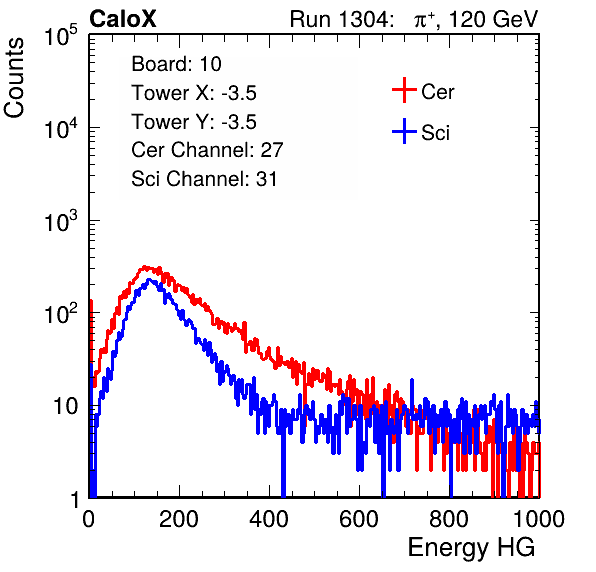 CaloX Run 1304: π⁺, 120 GeV
Board: 10
Tower X: -3.5
Tower Y: -3.5
Cer Channel: 27
Sci Channel: 31
Cer
Sci
Counts
10⁵
10⁴
10³
10²
10
1
0 200 400 600 800 1000
Energy HG